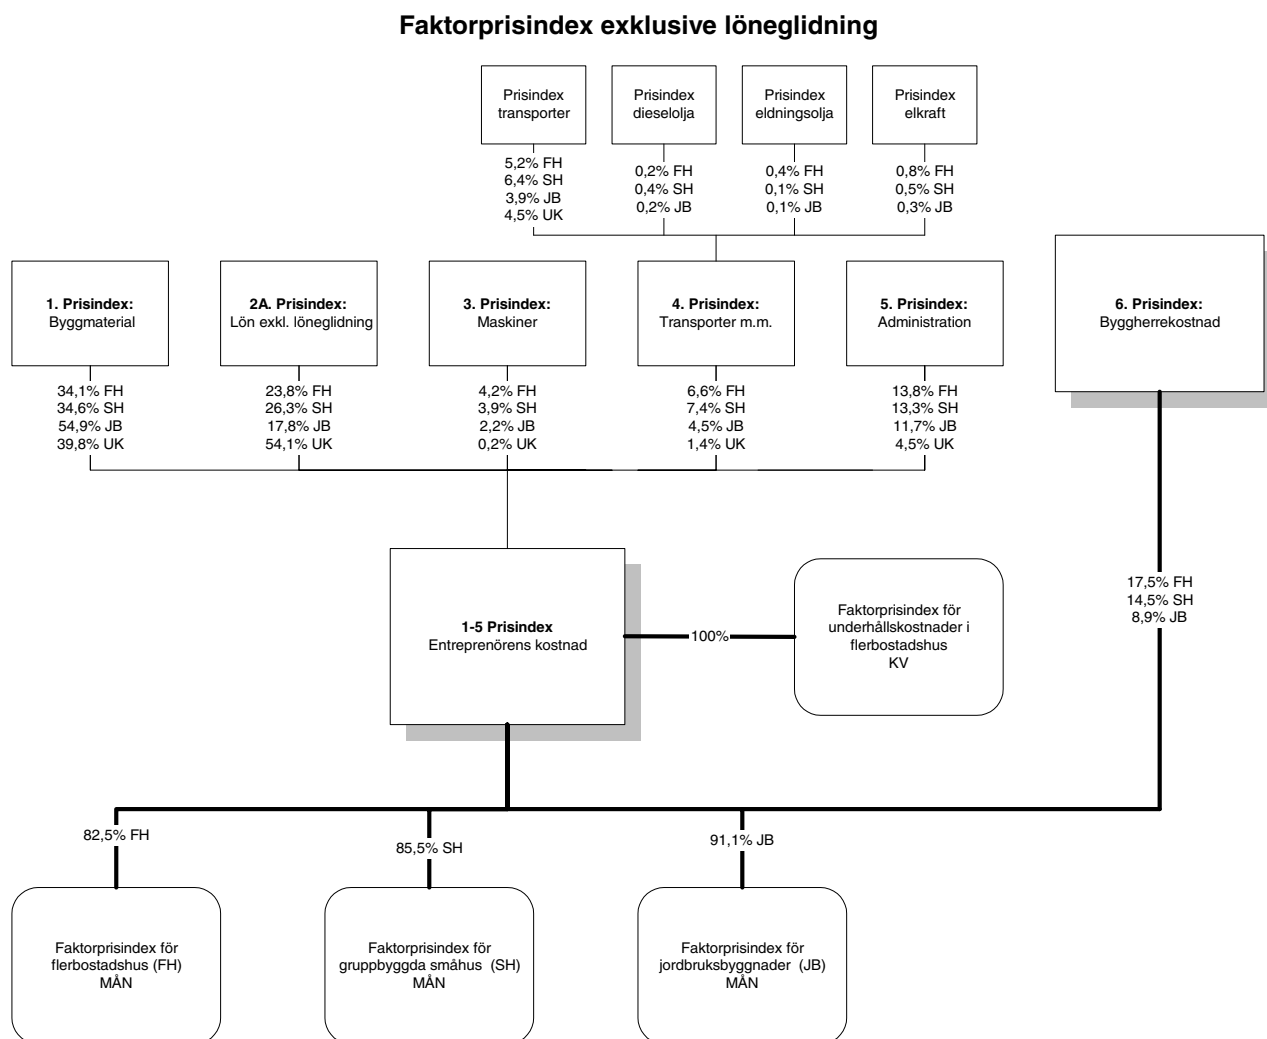 Faktorprisindex exklusive löneglidning
Prisindex
transporter
Prisindex
dieselolja
Prisindex
eldningsolja
Prisindex
elkraft
5,2% FH
6,4% SH
3,9% JB
4,5% UK
0,2% FH
0,4% SH
0,2% JB
0,4% FH
0,1% SH
0,1% JB
0,8% FH
0,5% SH
0,3% JB
1. Prisindex:
Byggmaterial
2A. Prisindex:
Lön exkl. löneglidning
3. Prisindex:
Maskiner
4. Prisindex:
Transporter m.m.
5. Prisindex:
Administration
6. Prisindex:
Byggherrekostnad
34,1% FH
34,6% SH
54,9% JB
39,8% UK
23,8% FH
26,3% SH
17,8% JB
54,1% UK
4,2% FH
3,9% SH
2,2% JB
0,2% UK
6,6% FH
7,4% SH
4,5% JB
1,4% UK
13,8% FH
13,3% SH
11,7% JB
4,5% UK
17,5% FH
14,5% SH
8,9% JB
1-5 Prisindex
Entreprenörens kostnad
100%
Faktorprisindex för
underhållskostnader i
flerbostadshus
KV
82,5% FH
85,5% SH
91,1% JB
Faktorprisindex för
flerbostadshus (FH)
MÅN
Faktorprisindex för
gruppbyggda småhus (SH)
MÅN
Faktorprisindex för
jordbruksbyggnader (JB)
MÅN